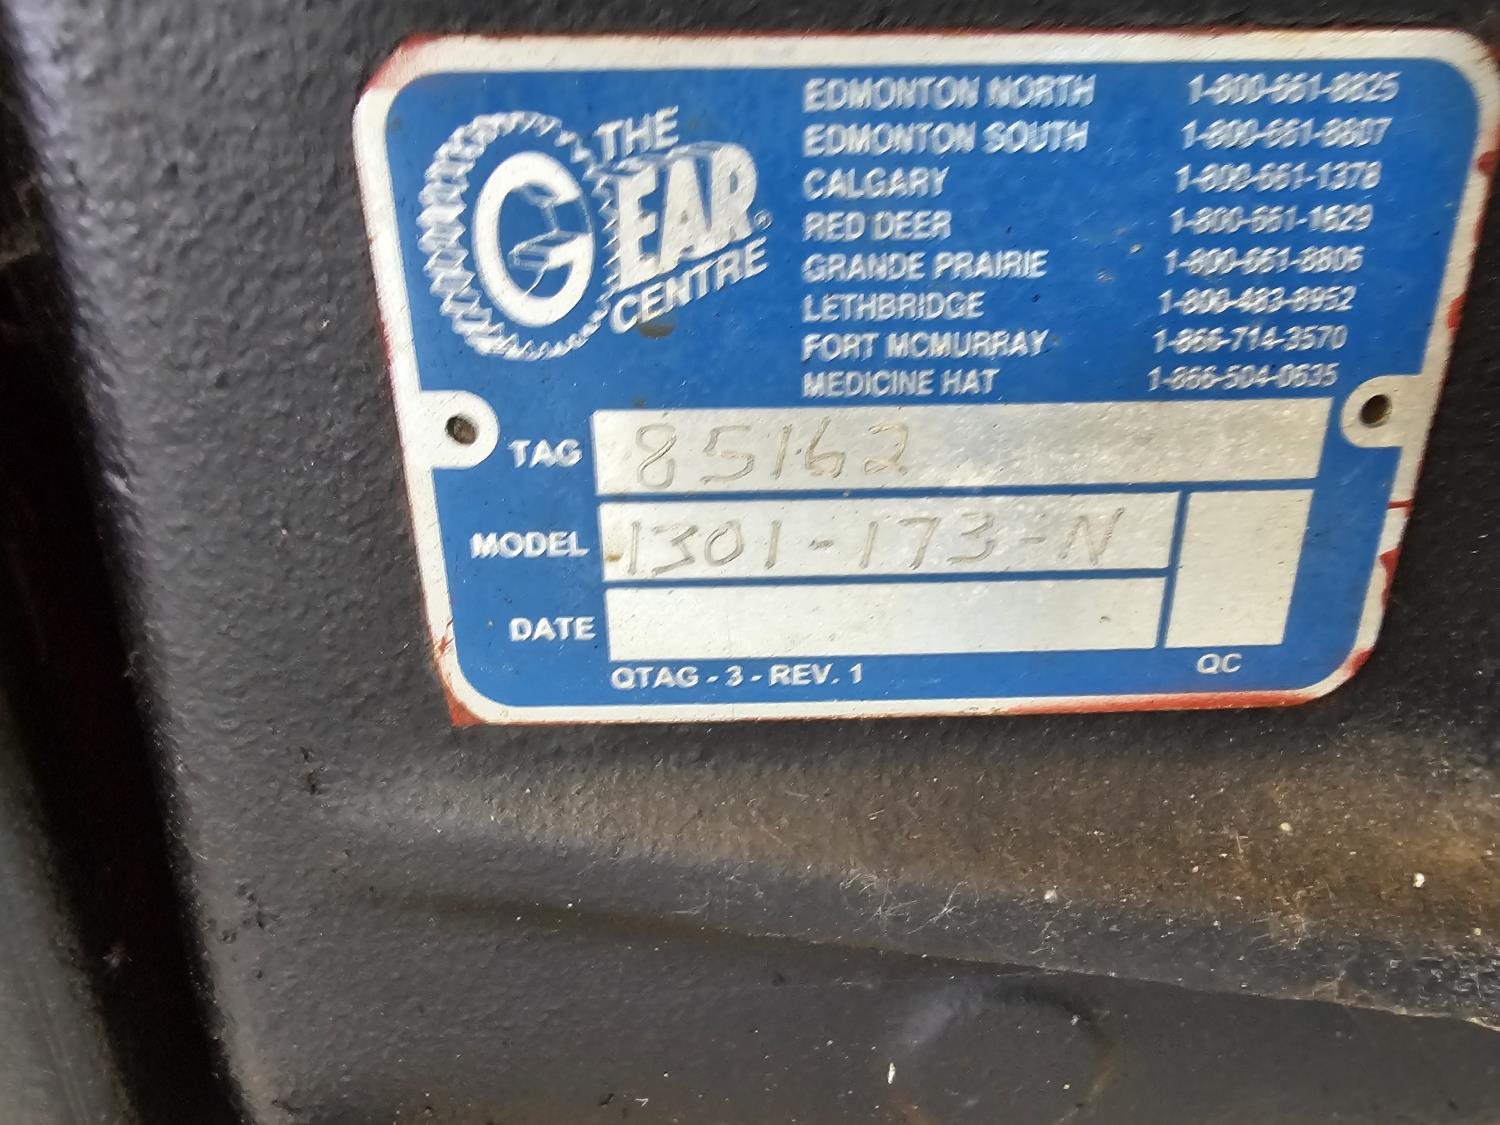 THE
GEAR
CENTRE
EDMONTON NORTH 1-800-661-8825
EDMONTON SOUTH 1-800-661-8807
CALGARY 1-800-661-1378
RED DEER 1-800-661-1629
GRANDE PRAIRIE 1-800-661-8806
LETHBRIDGE 1-800-483-8952
FORT MCMURRAY 1-866-714-3570
MEDICINE HAT 1-866-504-0635
TAG 85162
MODEL 1301-173-N
DATE
QTAG - 3 - REV. 1
QC